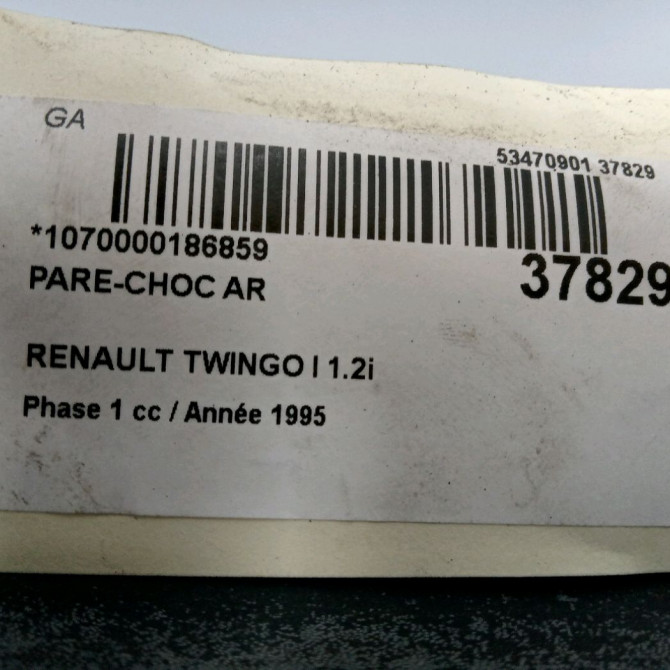 GA
53470901 37829
*1070000186859
37829
PARE-CHOC AR
RENAULT TWINGO I 1.2i
Phase 1 cc / Année 1995